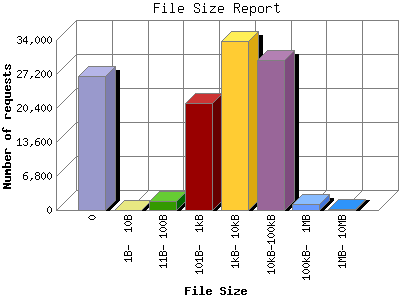 File Size Report
Number of requests
34,000
27,200
20,400
13,600
6,800
0
0
1B- 10B
11B- 100B
101B- 1kB
1kB- 10kB
10kB-100kB
100kB- 1MB
1MB- 10MB
File Size